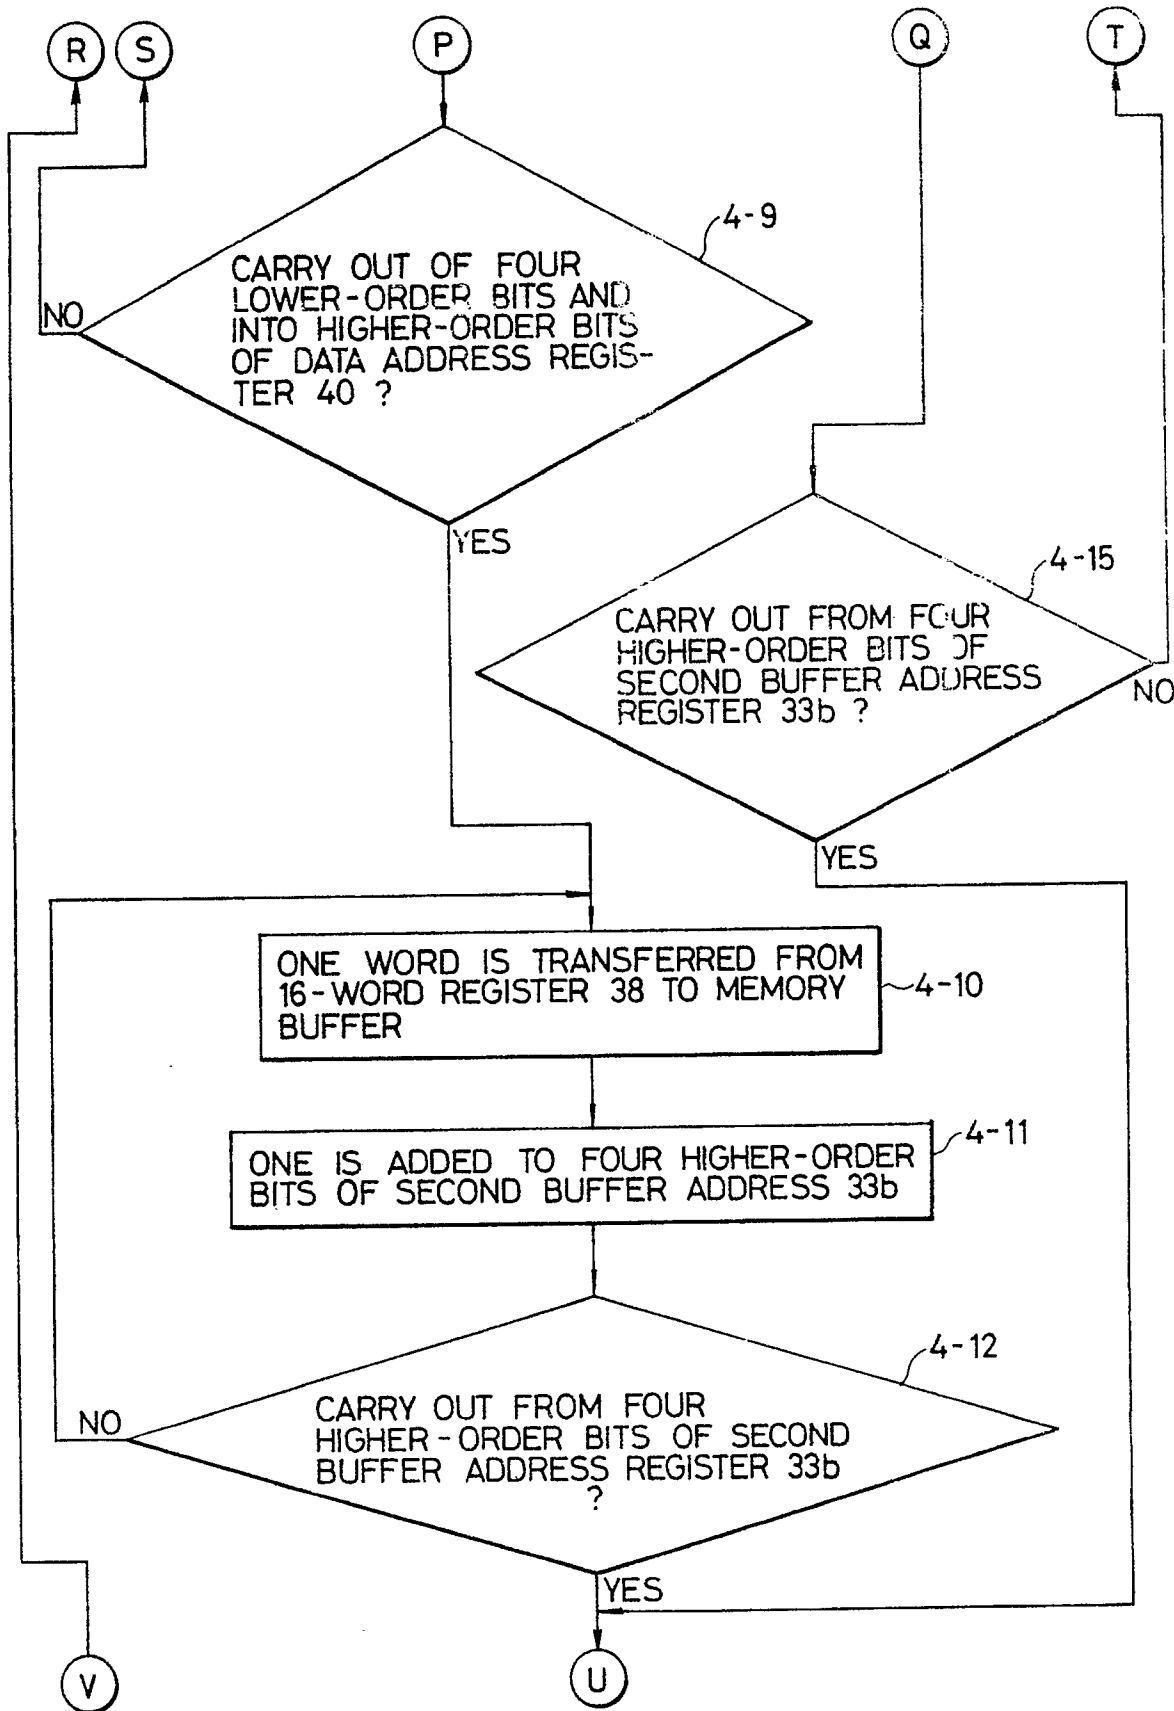 R S P Q T
4-9
CARRY OUT OF FOUR
LOWER-ORDER BITS AND
INTO HIGHER-ORDER BITS
OF DATA ADDRESS REGIS-
TER 40 ?
NO
YES
4-15
CARRY OUT FROM FOUR
HIGHER-ORDER BITS OF
SECOND BUFFER ADDRESS
REGISTER 33b ?
NO
YES
ONE WORD IS TRANSFERRED FROM
16-WORD REGISTER 38 TO MEMORY
BUFFER
4-10
4-11
ONE IS ADDED TO FOUR HIGHER-ORDER
BITS OF SECOND BUFFER ADDRESS 33b
4-12
CARRY OUT FROM FOUR
HIGHER-ORDER BITS OF SECOND
BUFFER ADDRESS REGISTER 33b
?
NO
YES
V U